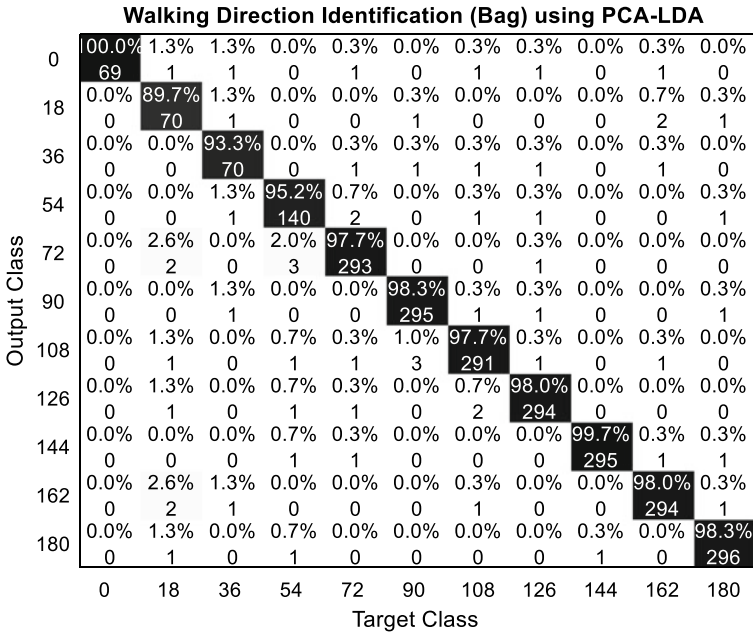 Walking Direction Identification (Bag) using PCA-LDA
0
100.0% 1.3% 1.3% 0.0% 0.3% 0.0% 0.3% 0.3% 0.0% 0.3% 0.0%
69 1 1 0 1 0 1 1 0 1 0
18
0.0% 89.7% 1.3% 0.0% 0.0% 0.3% 0.0% 0.0% 0.0% 0.7% 0.3%
0 70 1 0 0 1 0 0 0 2 1
36
0.0% 0.0% 93.3% 0.0% 0.3% 0.3% 0.3% 0.3% 0.0% 0.3% 0.0%
0 0 70 0 1 1 1 1 0 1 0
54
0.0% 0.0% 1.3% 95.2% 0.7% 0.0% 0.3% 0.3% 0.0% 0.0% 0.3%
0 0 1 140 2 0 1 1 0 0 1
72
0.0% 2.6% 0.0% 2.0% 97.7% 0.0% 0.0% 0.3% 0.0% 0.0% 0.0%
0 2 0 3 293 0 0 1 0 0 0
90
0.0% 0.0% 1.3% 0.0% 0.0% 98.3% 0.3% 0.3% 0.0% 0.0% 0.3%
0 0 1 0 0 295 1 1 0 0 1
108
0.0% 1.3% 0.0% 0.7% 0.3% 1.0% 97.7% 0.3% 0.0% 0.3% 0.0%
0 1 0 1 1 3 291 1 0 1 0
126
0.0% 1.3% 0.0% 0.7% 0.3% 0.0% 0.7% 98.0% 0.0% 0.0% 0.0%
0 1 0 1 1 0 2 294 0 0 0
144
0.0% 0.0% 0.0% 0.7% 0.3% 0.0% 0.0% 0.0% 99.7% 0.3% 0.3%
0 0 0 1 1 0 0 0 295 1 1
162
0.0% 2.6% 1.3% 0.0% 0.0% 0.0% 0.3% 0.0% 0.0% 98.0% 0.3%
0 2 1 0 0 0 1 0 0 294 1
180
0.0% 1.3% 0.0% 0.7% 0.0% 0.0% 0.0% 0.0% 0.3% 0.0% 98.3%
0 1 0 1 0 0 0 0 1 0 296
Output Class
0 18 36 54 72 90 108 126 144 162 180
Target Class